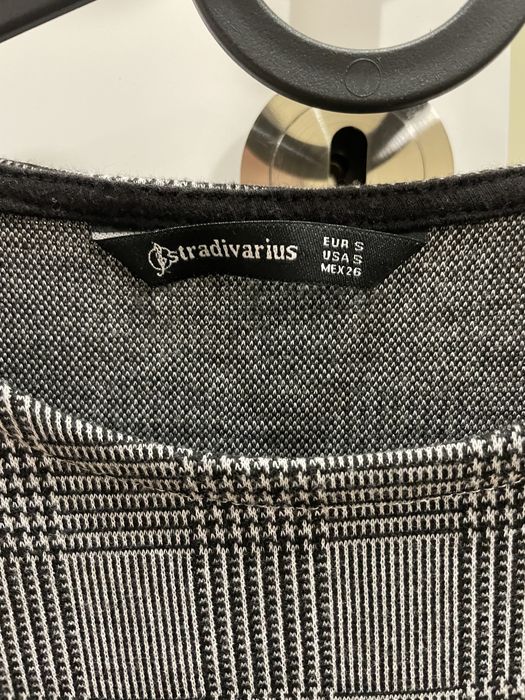 stradivarius
EUR S
USA S
MEX 26